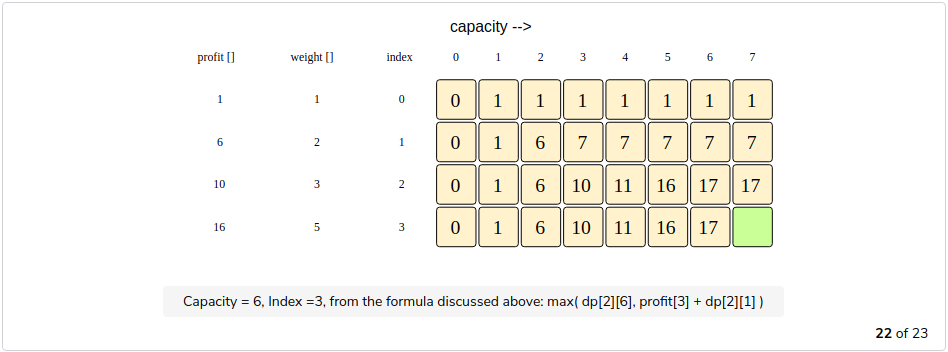 capacity -->
profit [] weight [] index 0 1 2 3 4 5 6 7
1 1 0 0 1 1 1 1 1 1 1
6 2 1 0 1 6 7 7 7 7 7
10 3 2 0 1 6 10 11 16 17 17
16 5 3 0 1 6 10 11 16 17
Capacity = 6, Index =3, from the formula discussed above: max( dp[2][6], profit[3] + dp[2][1] )
22 of 23